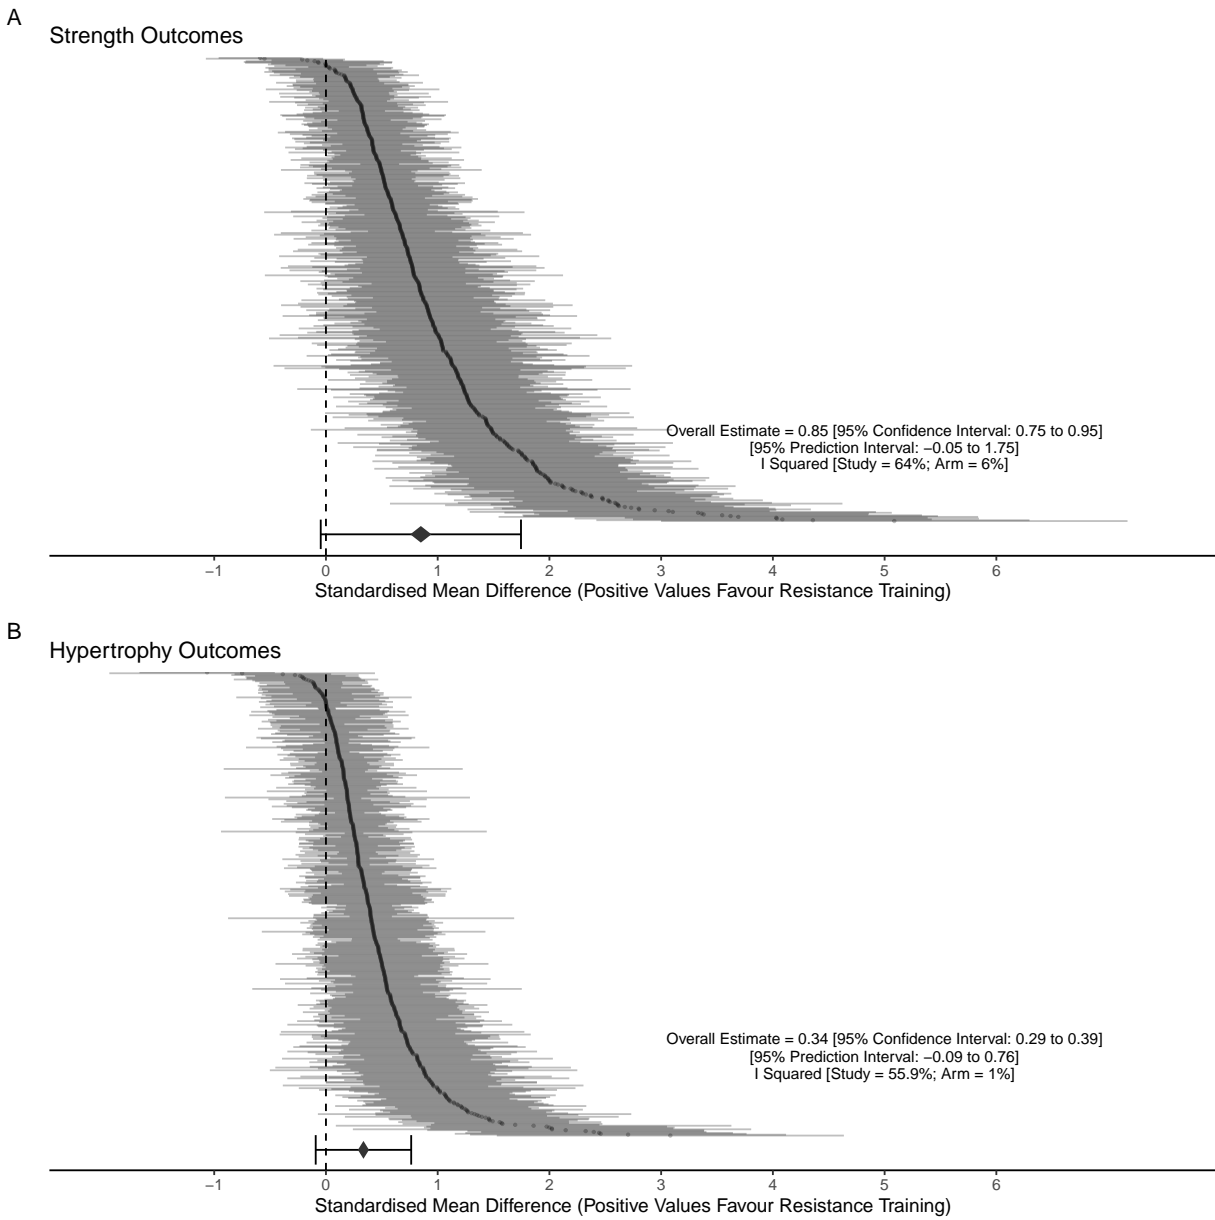 A
Strength Outcomes
Overall Estimate = 0.85 [95% Confidence Interval: 0.75 to 0.95]
[95% Prediction Interval: −0.05 to 1.75]
I Squared [Study = 64%; Arm = 6%]
−1 0 1 2 3 4 5 6
Standardised Mean Difference (Positive Values Favour Resistance Training)
B
Hypertrophy Outcomes
Overall Estimate = 0.34 [95% Confidence Interval: 0.29 to 0.39]
[95% Prediction Interval: −0.09 to 0.76]
I Squared [Study = 55.9%; Arm = 1%]
−1 0 1 2 3 4 5 6
Standardised Mean Difference (Positive Values Favour Resistance Training)